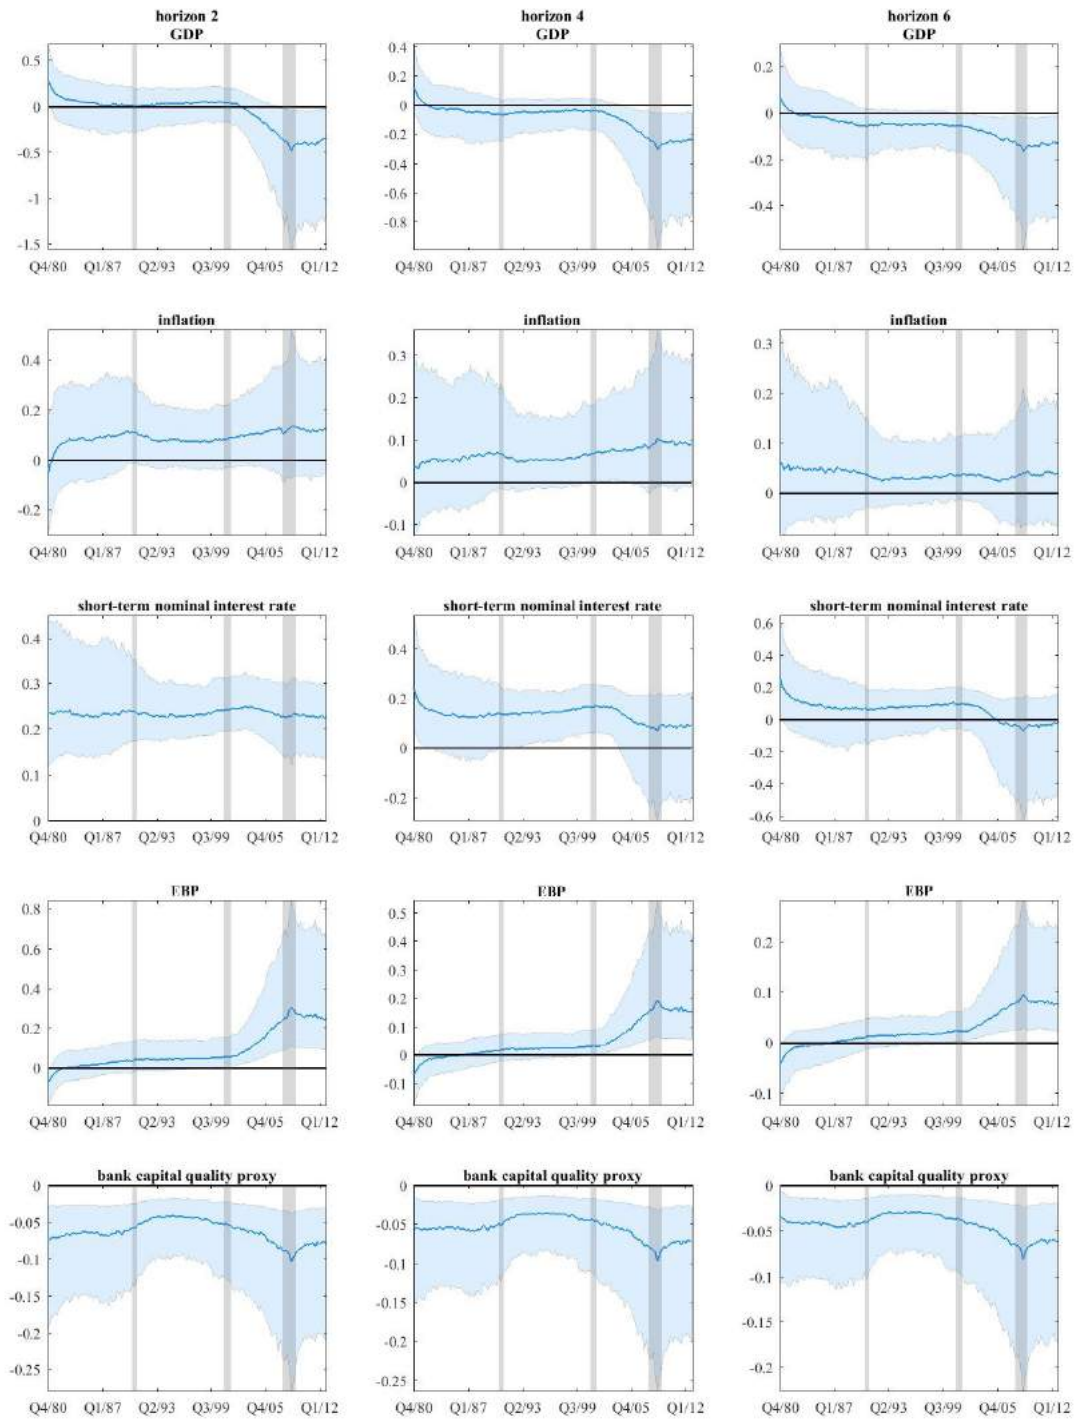 horizon 2
GDP
0.5
0
-0.5
-1
-1.5
Q4/80 Q1/87 Q2/93 Q3/99 Q4/05 Q1/12
horizon 4
GDP
0.4
0.2
0
-0.2
-0.4
-0.6
-0.8
Q4/80 Q1/87 Q2/93 Q3/99 Q4/05 Q1/12
horizon 6
GDP
0.2
0
-0.2
-0.4
Q4/80 Q1/87 Q2/93 Q3/99 Q4/05 Q1/12
inflation
0.4
0.2
0
-0.2
Q4/80 Q1/87 Q2/93 Q3/99 Q4/05 Q1/12
inflation
0.3
0.2
0.1
0
-0.1
Q4/80 Q1/87 Q2/93 Q3/99 Q4/05 Q1/12
inflation
0.3
0.2
0.1
0
Q4/80 Q1/87 Q2/93 Q3/99 Q4/05 Q1/12
short-term nominal interest rate
0.4
0.3
0.2
0.1
0
Q4/80 Q1/87 Q2/93 Q3/99 Q4/05 Q1/12
short-term nominal interest rate
0.4
0.2
0
-0.2
Q4/80 Q1/87 Q2/93 Q3/99 Q4/05 Q1/12
short-term nominal interest rate
0.6
0.4
0.2
0
-0.2
-0.4
-0.6
Q4/80 Q1/87 Q2/93 Q3/99 Q4/05 Q1/12
EBP
0.8
0.6
0.4
0.2
0
Q4/80 Q1/87 Q2/93 Q3/99 Q4/05 Q1/12
EBP
0.5
0.4
0.3
0.2
0.1
0
-0.1
Q4/80 Q1/87 Q2/93 Q3/99 Q4/05 Q1/12
EBP
0.2
0.1
0
-0.1
Q4/80 Q1/87 Q2/93 Q3/99 Q4/05 Q1/12
bank capital quality proxy
0
-0.05
-0.1
-0.15
-0.2
-0.25
Q4/80 Q1/87 Q2/93 Q3/99 Q4/05 Q1/12
bank capital quality proxy
0
-0.05
-0.1
-0.15
-0.2
-0.25
Q4/80 Q1/87 Q2/93 Q3/99 Q4/05 Q1/12
bank capital quality proxy
0
-0.05
-0.1
-0.15
-0.2
Q4/80 Q1/87 Q2/93 Q3/99 Q4/05 Q1/12